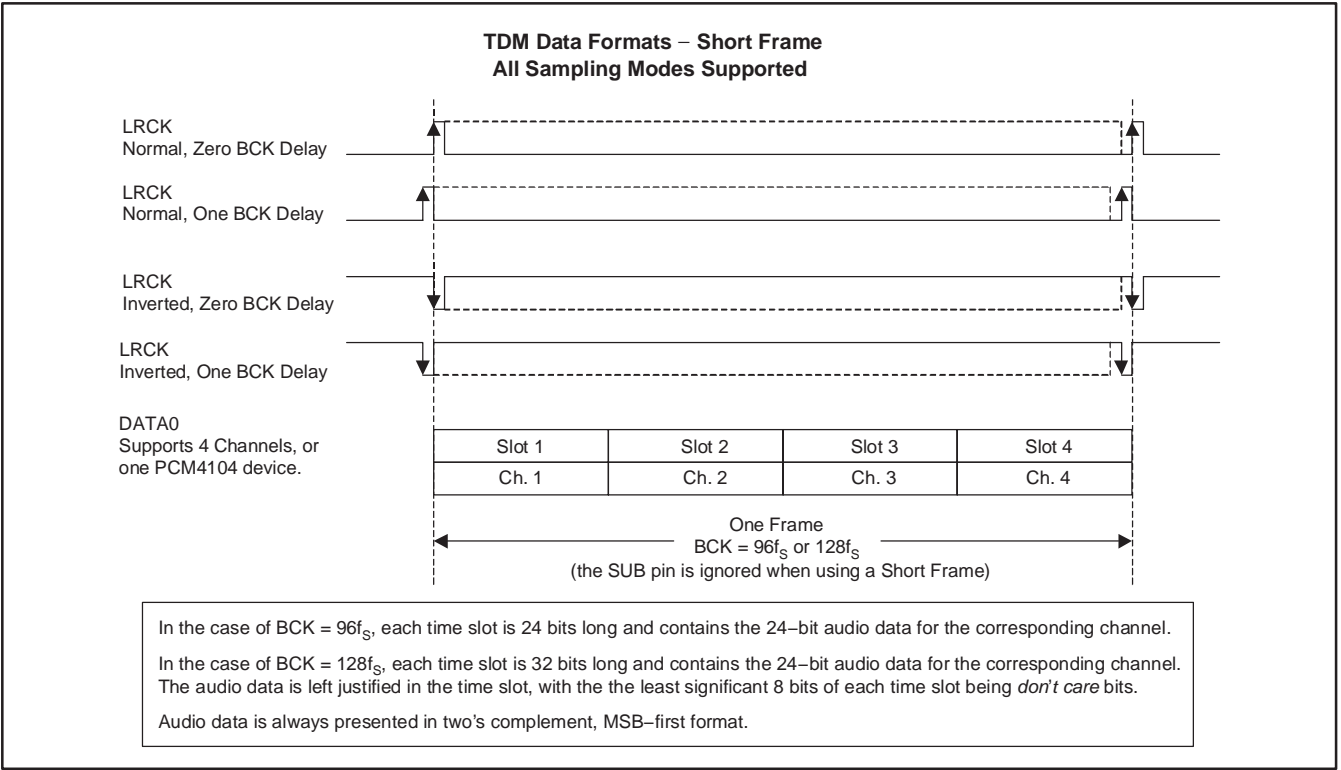 TDM Data Formats − Short Frame
All Sampling Modes Supported
LRCK
Normal, Zero BCK Delay
LRCK
Normal, One BCK Delay
LRCK
Inverted, Zero BCK Delay
LRCK
Inverted, One BCK Delay
DATA0
Supports 4 Channels, or
one PCM4104 device.
Slot 1 Slot 2 Slot 3 Slot 4
Ch. 1 Ch. 2 Ch. 3 Ch. 4
One Frame
BCK = 96fS or 128fS
(the SUB pin is ignored when using a Short Frame)
In the case of BCK = 96fS, each time slot is 24 bits long and contains the 24−bit audio data for the corresponding channel.
In the case of BCK = 128fS, each time slot is 32 bits long and contains the 24−bit audio data for the corresponding channel.
The audio data is left justified in the time slot, with the the least significant 8 bits of each time slot being don't care bits.
Audio data is always presented in two's complement, MSB−first format.